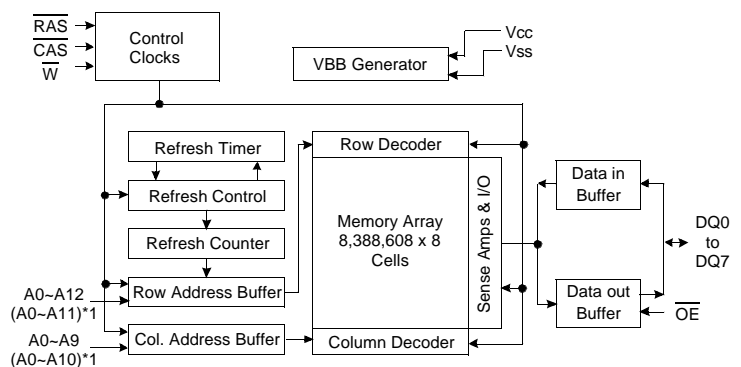 RAS
CAS
W
Control
Clocks
VBB Generator
Vcc
Vss
Refresh Timer
Refresh Control
Refresh Counter
Row Address Buffer
Col. Address Buffer
A0~A12
(A0~A11)*1
A0~A9
(A0~A10)*1
Row Decoder
Memory Array
8,388,608 x 8
Cells
Column Decoder
Sense Amps & I/O
Data in
Buffer
Data out
Buffer
DQ0
to
DQ7
OE